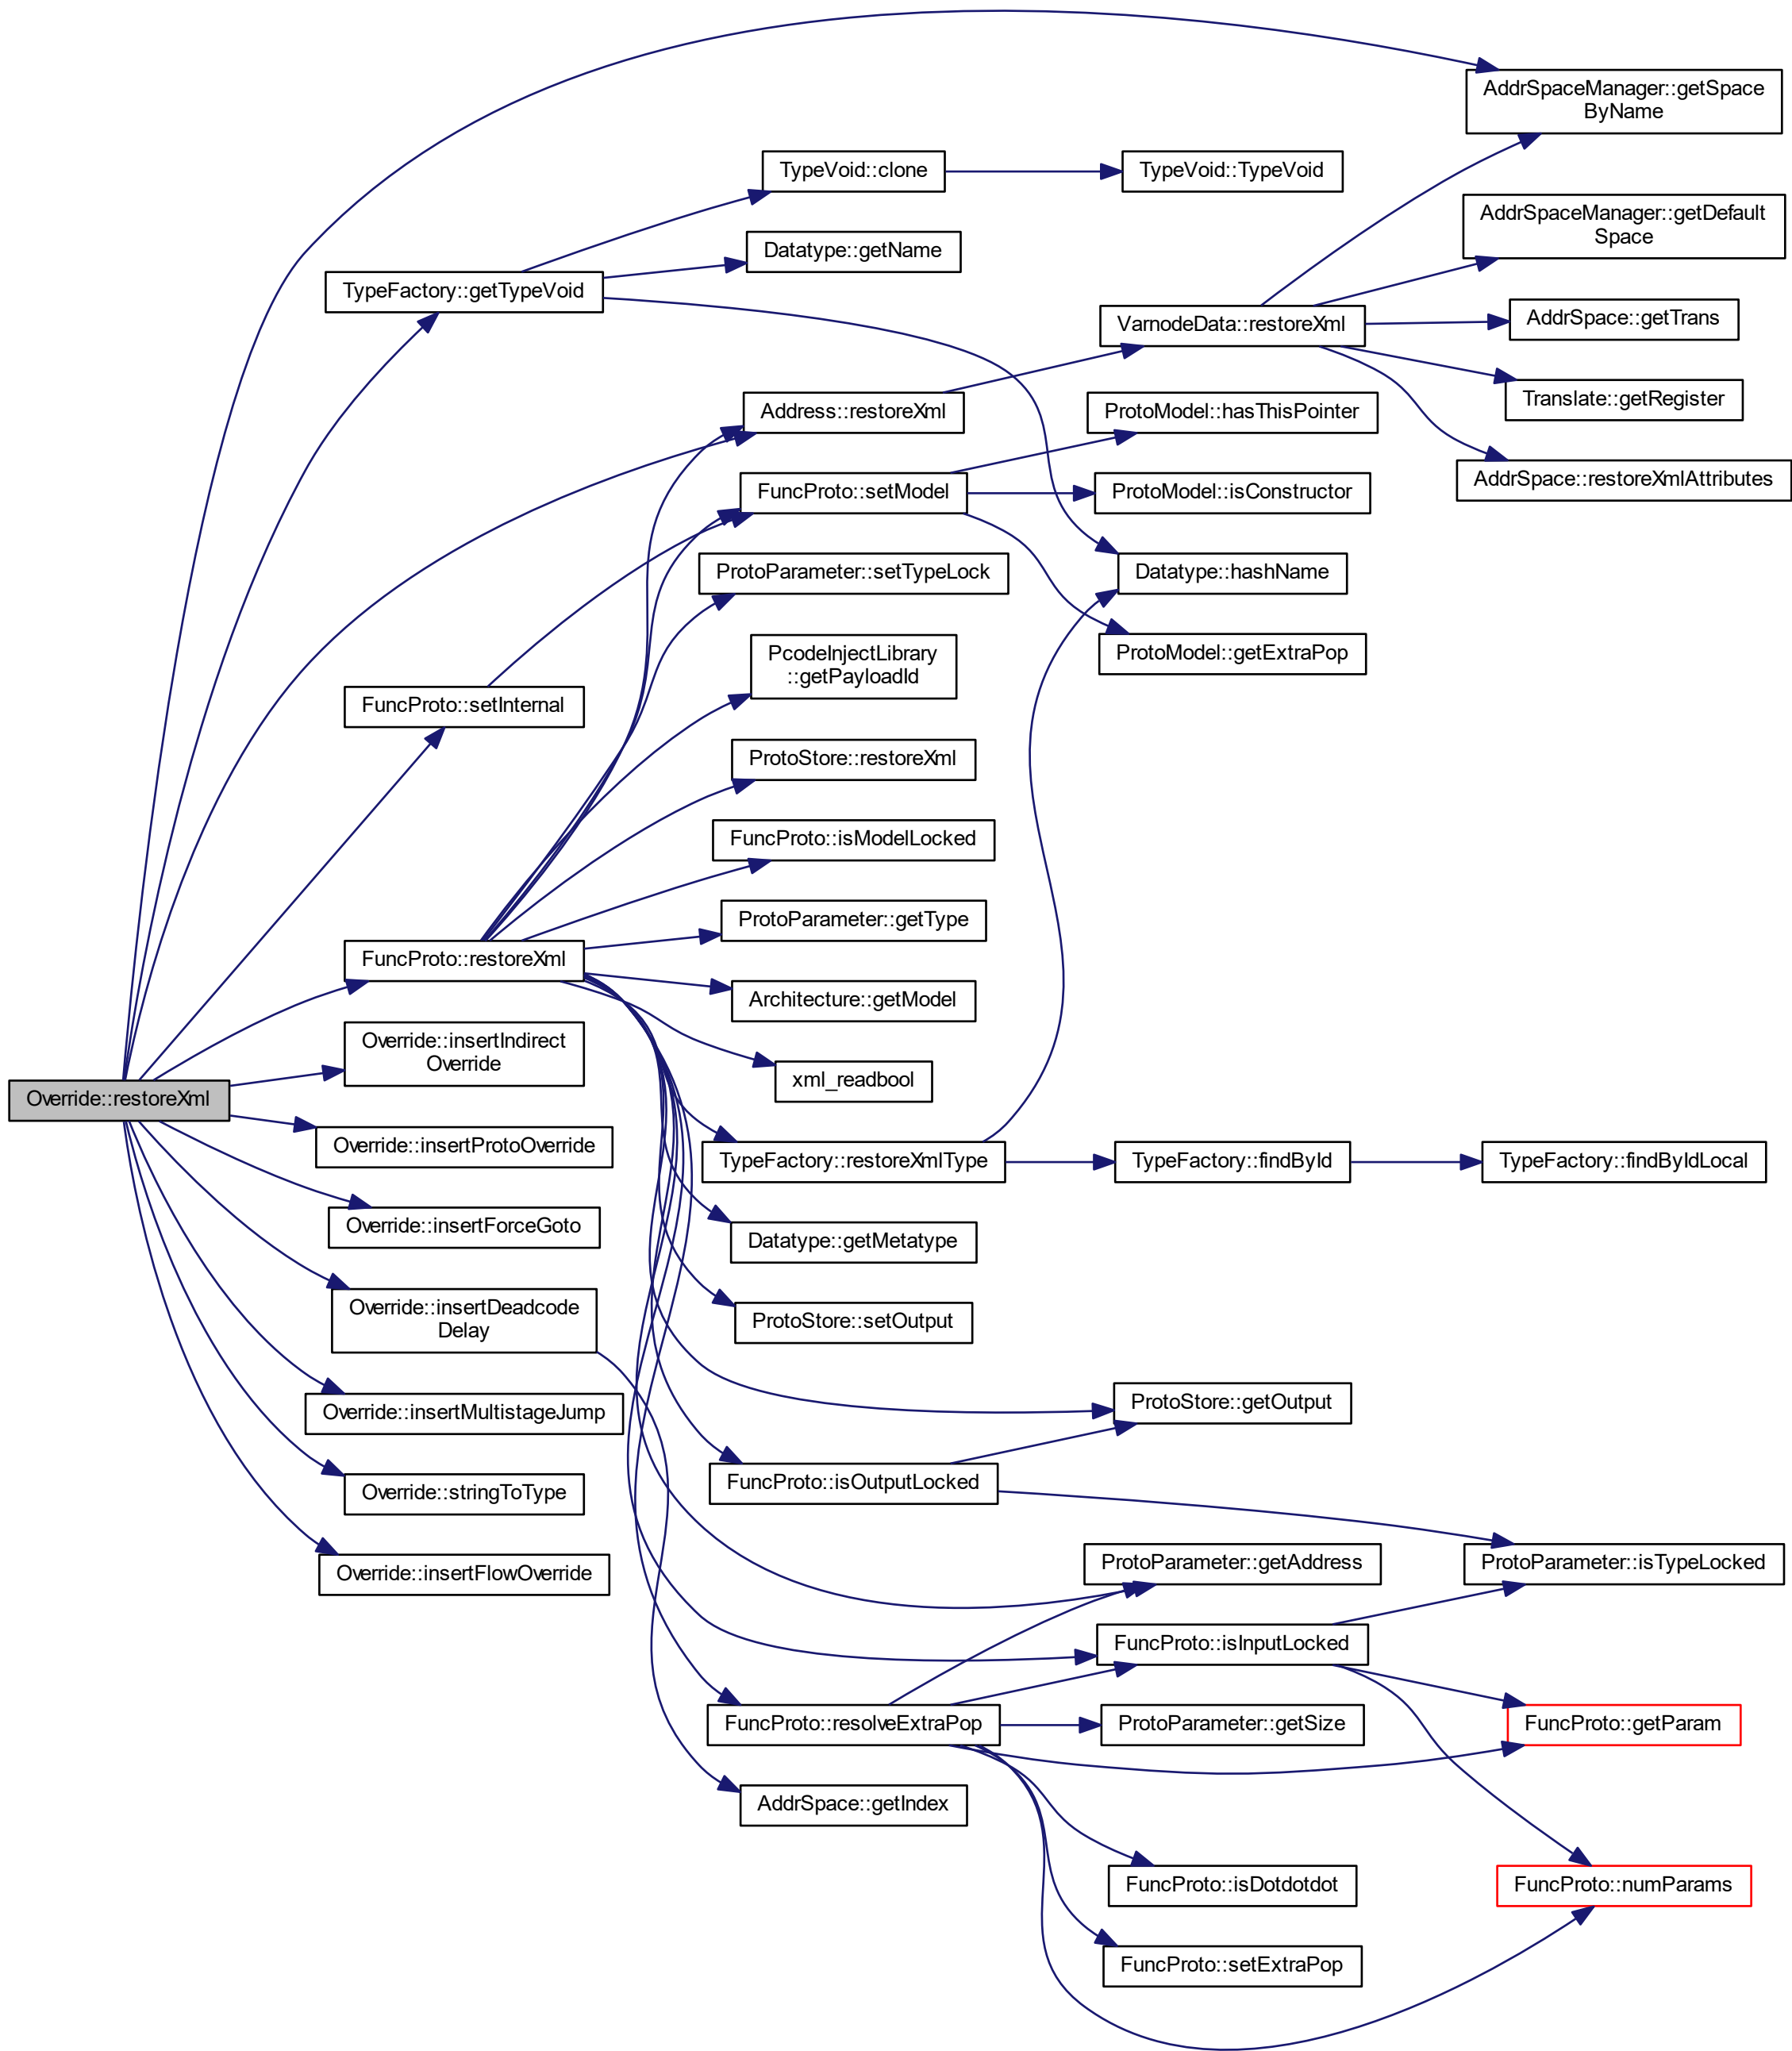 AddrSpaceManager::getSpace
ByName
TypeVoid::clone
TypeVoid::TypeVoid
AddrSpaceManager::getDefault
Space
Datatype::getName
TypeFactory::getTypeVoid
VarnodeData::restoreXml
AddrSpace::getTrans
Translate::getRegister
Address::restoreXml
ProtoModel::hasThisPointer
AddrSpace::restoreXmlAttributes
FuncProto::setModel
ProtoModel::isConstructor
ProtoParameter::setTypeLock
Datatype::hashName
ProtoModel::getExtraPop
PcodeInjectLibrary
::getPayloadId
FuncProto::setInternal
ProtoStore::restoreXml
FuncProto::isModelLocked
ProtoParameter::getType
FuncProto::restoreXml
Architecture::getModel
Override::insertIndirect
Override
xml_readbool
Override::restoreXml
Override::insertProtoOverride
TypeFactory::restoreXmlType
TypeFactory::findById
TypeFactory::findByIdLocal
Override::insertForceGoto
Datatype::getMetatype
Override::insertDeadcode
Delay
ProtoStore::setOutput
Override::insertMultistageJump
ProtoStore::getOutput
FuncProto::isOutputLocked
Override::stringToType
Override::insertFlowOverride
ProtoParameter::getAddress
ProtoParameter::isTypeLocked
FuncProto::isInputLocked
FuncProto::resolveExtraPop
ProtoParameter::getSize
FuncProto::getParam
AddrSpace::getIndex
FuncProto::isDotdotdot
FuncProto::numParams
FuncProto::setExtraPop